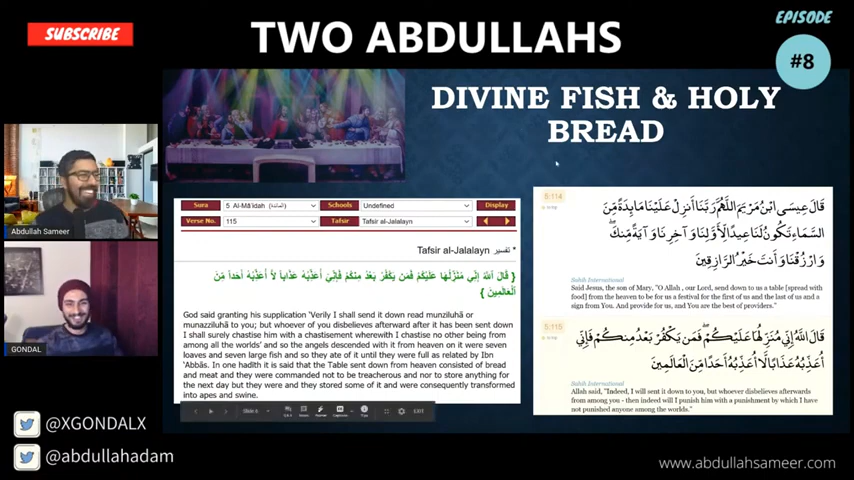 SUBSCRIBE
TWO ABDULLAHS
EPISODE
#8
DIVINE FISH & HOLY
BREAD
Abdullah Sameer
GONDAL
Sura
5 Al-Mâ'idah (المائدة)
Schools
Undefined
Display
Verse No.
115
Tafsir
Tafsir al-Jalalayn
* تفسير Tafsir al-Jalalayn
{ قَالَ ٱللَّهُ إِنِّي مُنَزِّلُهَا عَلَيْكُمْ فَمَن يَكْفُرْ بَعْدُ مِنكُمْ فَإِنِّيۤ أُعَذِّبُهُ عَذَاباً لاَّ أُعَذِّبُهُ أَحَداً مِّنَ
ٱلْعَالَمِينَ }
God said granting his supplication 'Verily I shall send it down read munziluhā or
munazziluhā to you; but whoever of you disbelieves afterward after it has been sent down
I shall surely chastise him with a chastisement wherewith I chastise no other being from
among all the worlds' and so the angels descended with it from heaven on it were seven
loaves and seven large fish and so they ate of it until they were full as related by Ibn
'Abbās. In one hadīth it is said that the Table sent down from heaven consisted of bread
and meat and they were commanded not to be treacherous and nor to store anything for
the next day but they were and they stored some of it and were consequently transformed
into apes and swine.
EXIT
5:114
قَالَ عِيسَى ابْنُ مَرْيَمَ اللَّهُمَّ رَبَّنَا أَنزِلْ عَلَيْنَا مَائِدَةً مِّنَ
السَّمَاءِ تَكُونُ لَنَا عِيدًا لِّأَوَّلِنَا وَآخِرِنَا وَآيَةً مِّنكَ ۖ
وَارْزُقْنَا وَأَنتَ خَيْرُ الرَّازِقِينَ
Sahih International
Said Jesus, the son of Mary, "O Allah, our Lord, send down to us a table [spread with
food] from the heaven to be for us a festival for the first of us and the last of us and a
sign from You. And provide for us, and You are the best of providers."
5:115
قَالَ اللَّهُ إِنِّي مُنَزِّلُهَا عَلَيْكُمْ ۖ فَمَن يَكْفُرْ بَعْدُ مِنكُمْ فَإِنِّي
أُعَذِّبُهُ عَذَابًا لَّا أُعَذِّبُهُ أَحَدًا مِّنَ الْعَالَمِينَ
Sahih International
Allah said, "Indeed, I will send it down to you, but whoever disbelieves afterwards
from among you - then indeed will I punish him with a punishment by which I have
not punished anyone among the worlds."
@XGONDALX
@abdullahadam
www.abdullahsameer.com